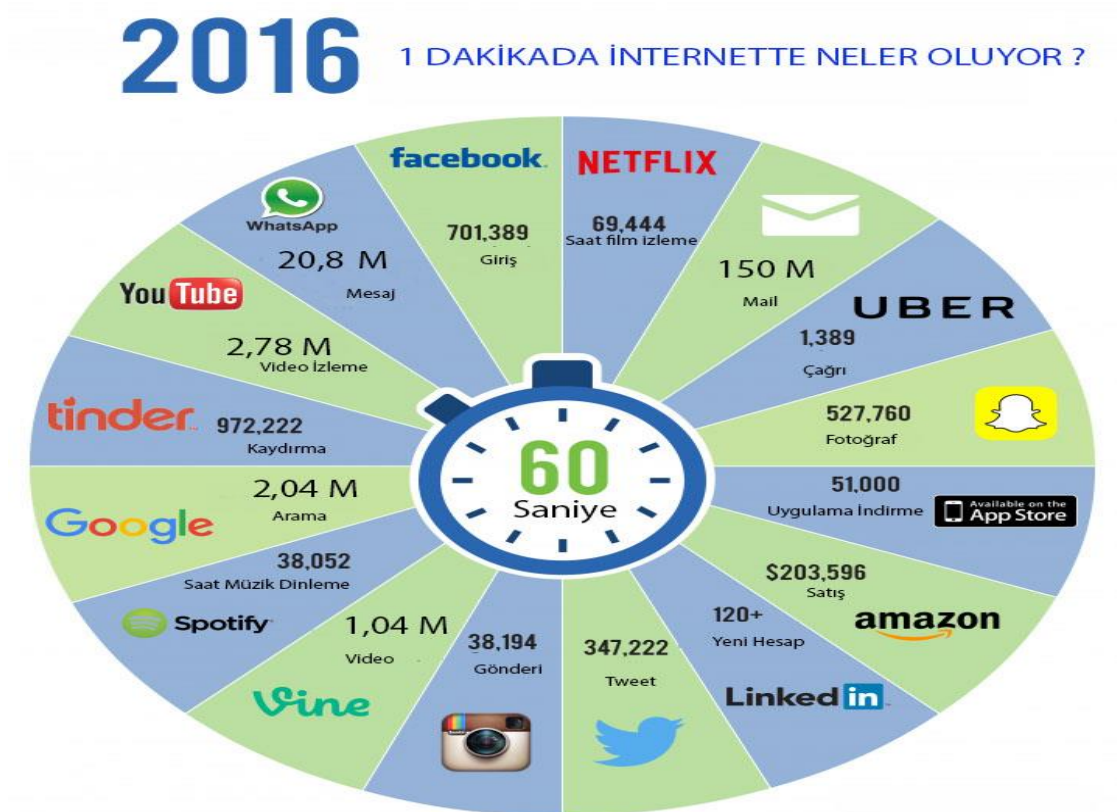 2016
1 DAKİKADA İNTERNETTE NELER OLUYOR ?
facebook
701,389
Giriş
NETFLIX
69,444
Saat film izleme
150 M
Mail
UBER
1,389
Çağrı
527,760
Fotoğraf
51,000
Uygulama İndirme
Available on the
App Store
$203,596
Satış
amazon
120+
Yeni Hesap
Linked in
347,222
Tweet
38,194
Gönderi
1,04 M
Video
Vine
38,052
Saat Müzik Dinleme
Spotify
2,04 M
Arama
Google
tinder
972,222
Kaydırma
You Tube
2,78 M
Video İzleme
WhatsApp
20,8 M
Mesaj
60
Saniye